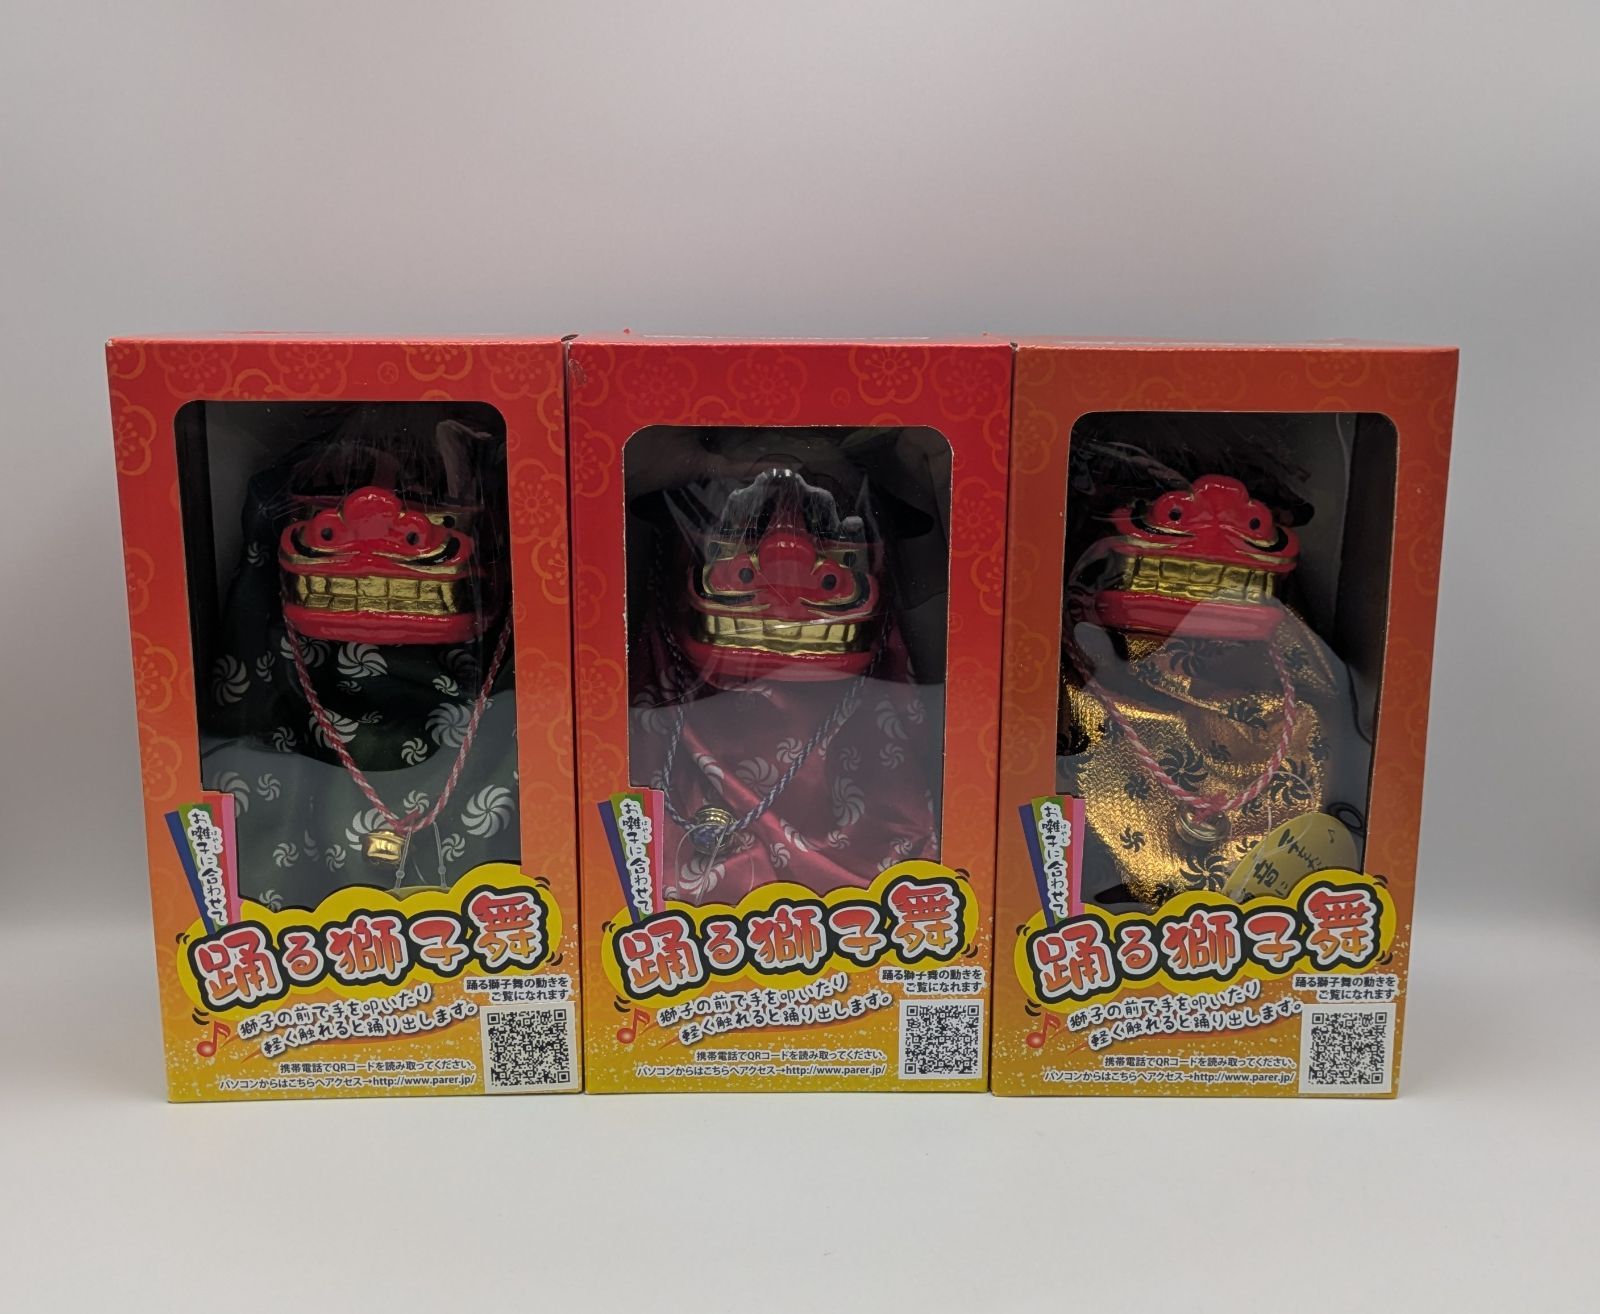 お囃子に合わせて
はやし
踊る獅子舞
獅子の前で手を叩いたり
軽く触れると踊り出します。
踊る獅子舞の動きを
ご覧になれます
携帯電話でQRコードを読み取ってください。
パソコンからはこちらへアクセス→http://www.parer.jp/
お囃子に合わせて
はやし
踊る獅子舞
獅子の前で手を叩いたり
軽く触れると踊り出します。
踊る獅子舞の動きを
ご覧になれます
携帯電話でQRコードを読み取ってください。
パソコンからはこちらへアクセス→http://www.parer.jp/
お囃子に合わせて
はやし
踊る獅子舞
獅子の前で手を叩いたり
軽く触れると踊り出します。
踊る獅子舞の動きを
ご覧になれます
携帯電話でQRコードを読み取ってください。
パソコンからはこちらへアクセス→http://www.parer.jp/